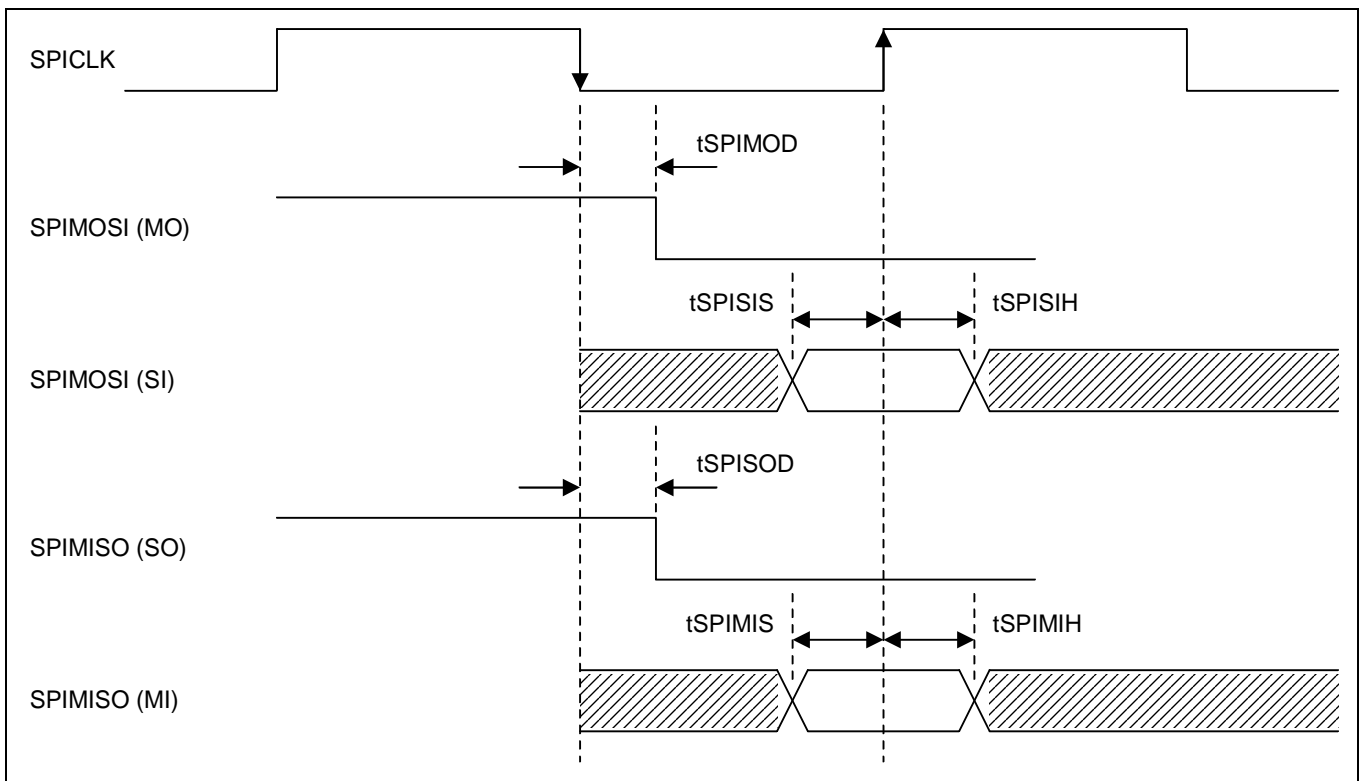 SPICLK
tSPIMOD
SPIMOSI (MO)
tSPISIS tSPISIH
SPIMOSI (SI)
tSPISOD
SPIMISO (SO)
tSPIMIS tSPIMIH
SPIMISO (MI)